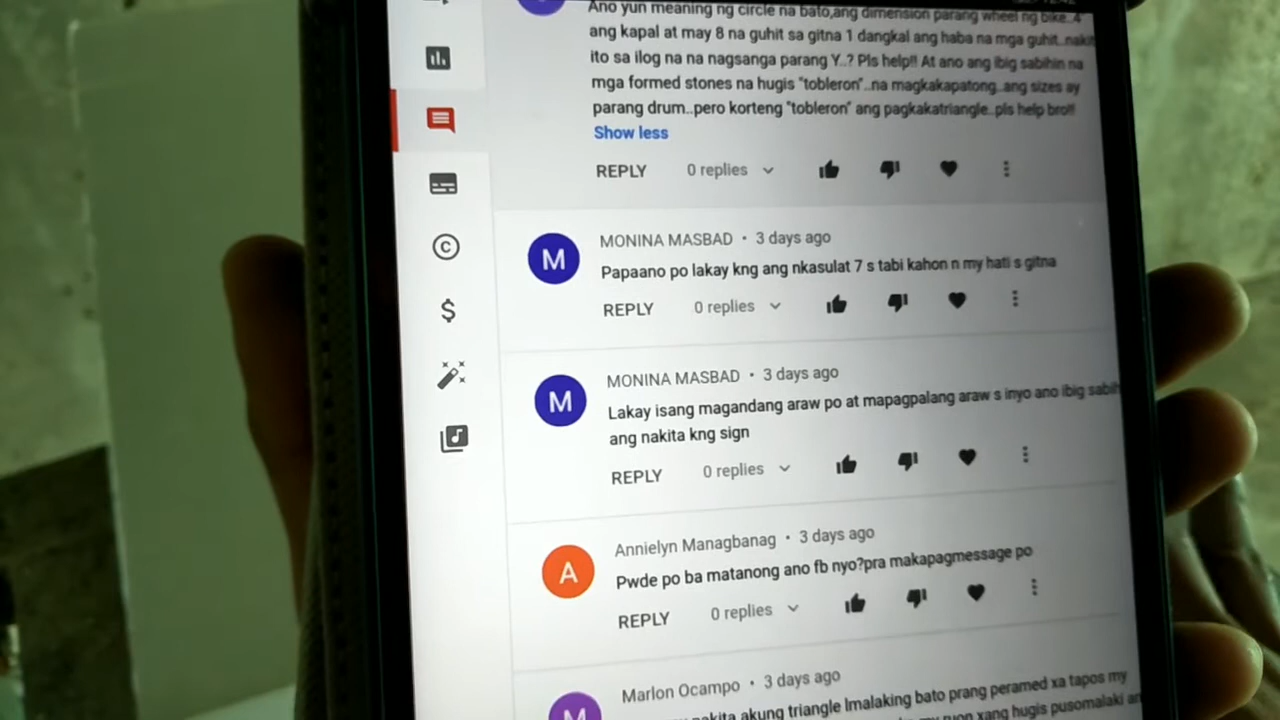 Ano yun meaning ng circle na bato,ang dimension parang wheel ng bike..4
ang kapal at may 8 na guhit sa gitna 1 dangkal ang haba na mga guhit..nakit
ito sa ilog na na nagsanga parang Y..? Pls help!! At ano ang ibig sabihin na
mga formed stones na hugis "tobleron"..na magkakapatong..ang sizes ay
parang drum..pero korteng "tobleron" ang pagkakatriangle..pls help bro!!
Show less
REPLY 0 replies
MONINA MASBAD • 3 days ago
Papaano po lakay kng ang nkasulat 7 s tabi kahon n my hati s gitna
REPLY 0 replies
MONINA MASBAD • 3 days ago
Lakay isang magandang araw po at mapagpalang araw s inyo ano ibig sabih
ang nakita kng sign
REPLY 0 replies
Annielyn Managbanag • 3 days ago
Pwde po ba matanong ano fb nyo?pra makapagmessage po
REPLY 0 replies
Marlon Ocampo • 3 days ago
nakita akung triangle lmalaking bato prang peramed xa tapos my
xang hugis pusomalaki